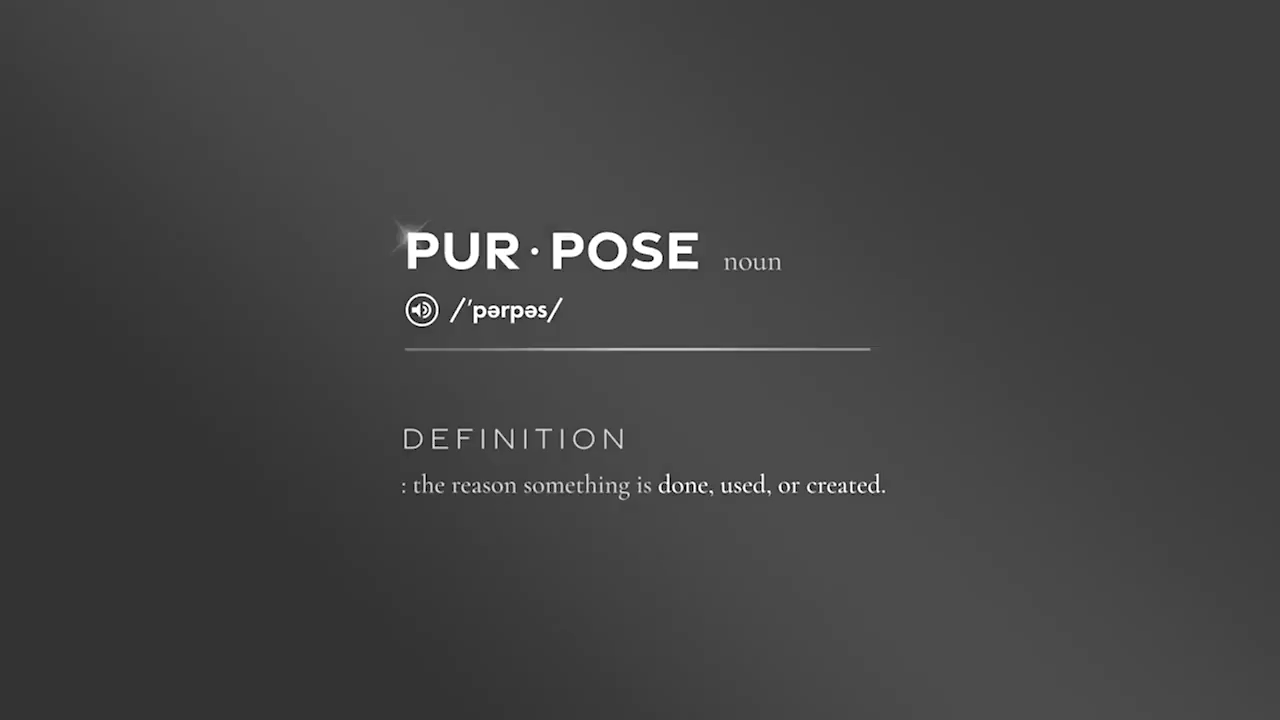 PUR·POSE noun
/ˈpərpəs/
DEFINITION
: the reason something is done, used, or created.